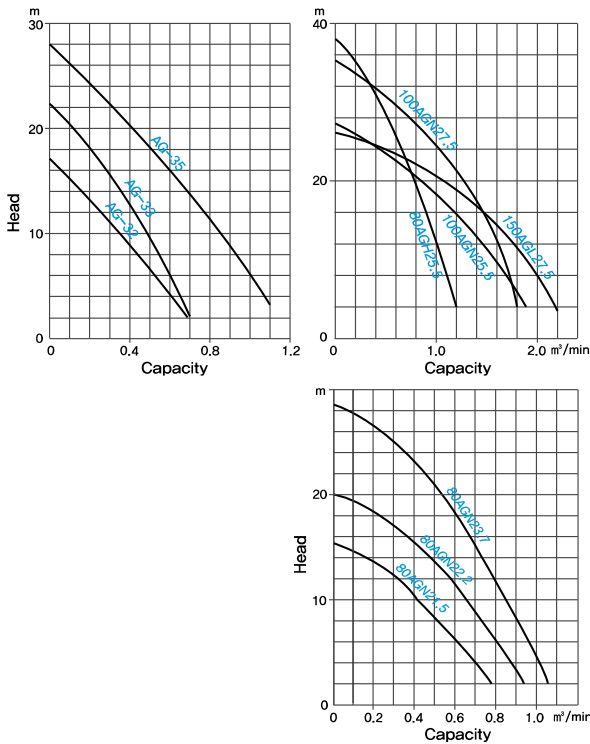 m
30
20
10
0
Head
AG-35
AG-33
AG-32
0 0.4 0.8 1.2
Capacity
m
40
20
0
100AGN27.5
80AGH25.5
100AGN25.5
150AGL27.5
0 1.0 2.0 m³/min
Capacity
m
20
10
0
Head
80AGN23.7
80AGN22.2
80AGN21.5
0 0.2 0.4 0.6 0.8 1.0 m³/min
Capacity